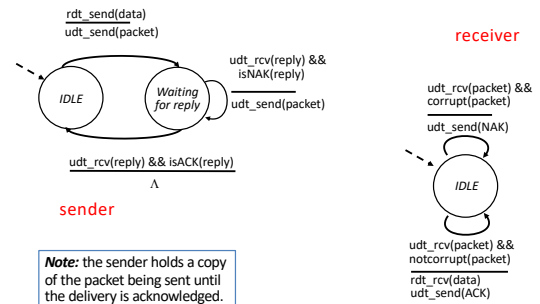 rdt_send(data)
udt_send(packet)
IDLE
Waiting
for reply
udt_rcv(reply) &&
isNAK(reply)
udt_send(packet)
udt_rcv(reply) && isACK(reply)
Λ
sender
Note: the sender holds a copy
of the packet being sent until
the delivery is acknowledged.
receiver
udt_rcv(packet) &&
corrupt(packet)
udt_send(NAK)
IDLE
udt_rcv(packet) &&
notcorrupt(packet)
rdt_rcv(data)
udt_send(ACK)